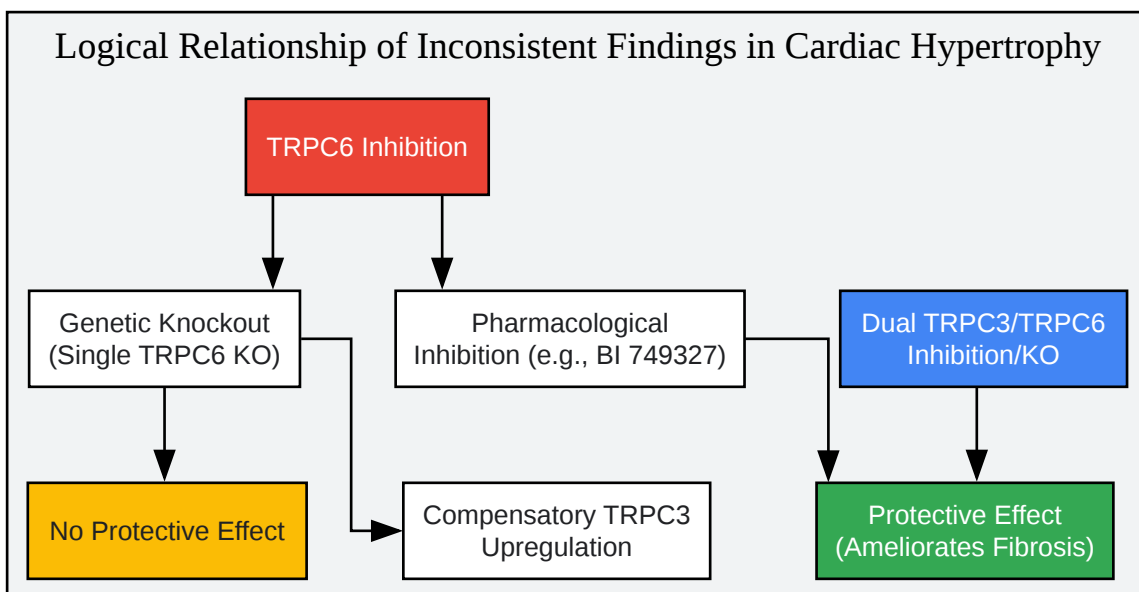 Logical Relationship of Inconsistent Findings in Cardiac Hypertrophy
TRPC6 Inhibition
Genetic Knockout
(Single TRPC6 KO)
Pharmacological
Inhibition (e.g., BI 749327)
Dual TRPC3/TRPC6
Inhibition/KO
No Protective Effect
Compensatory TRPC3
Upregulation
Protective Effect
(Ameliorates Fibrosis)